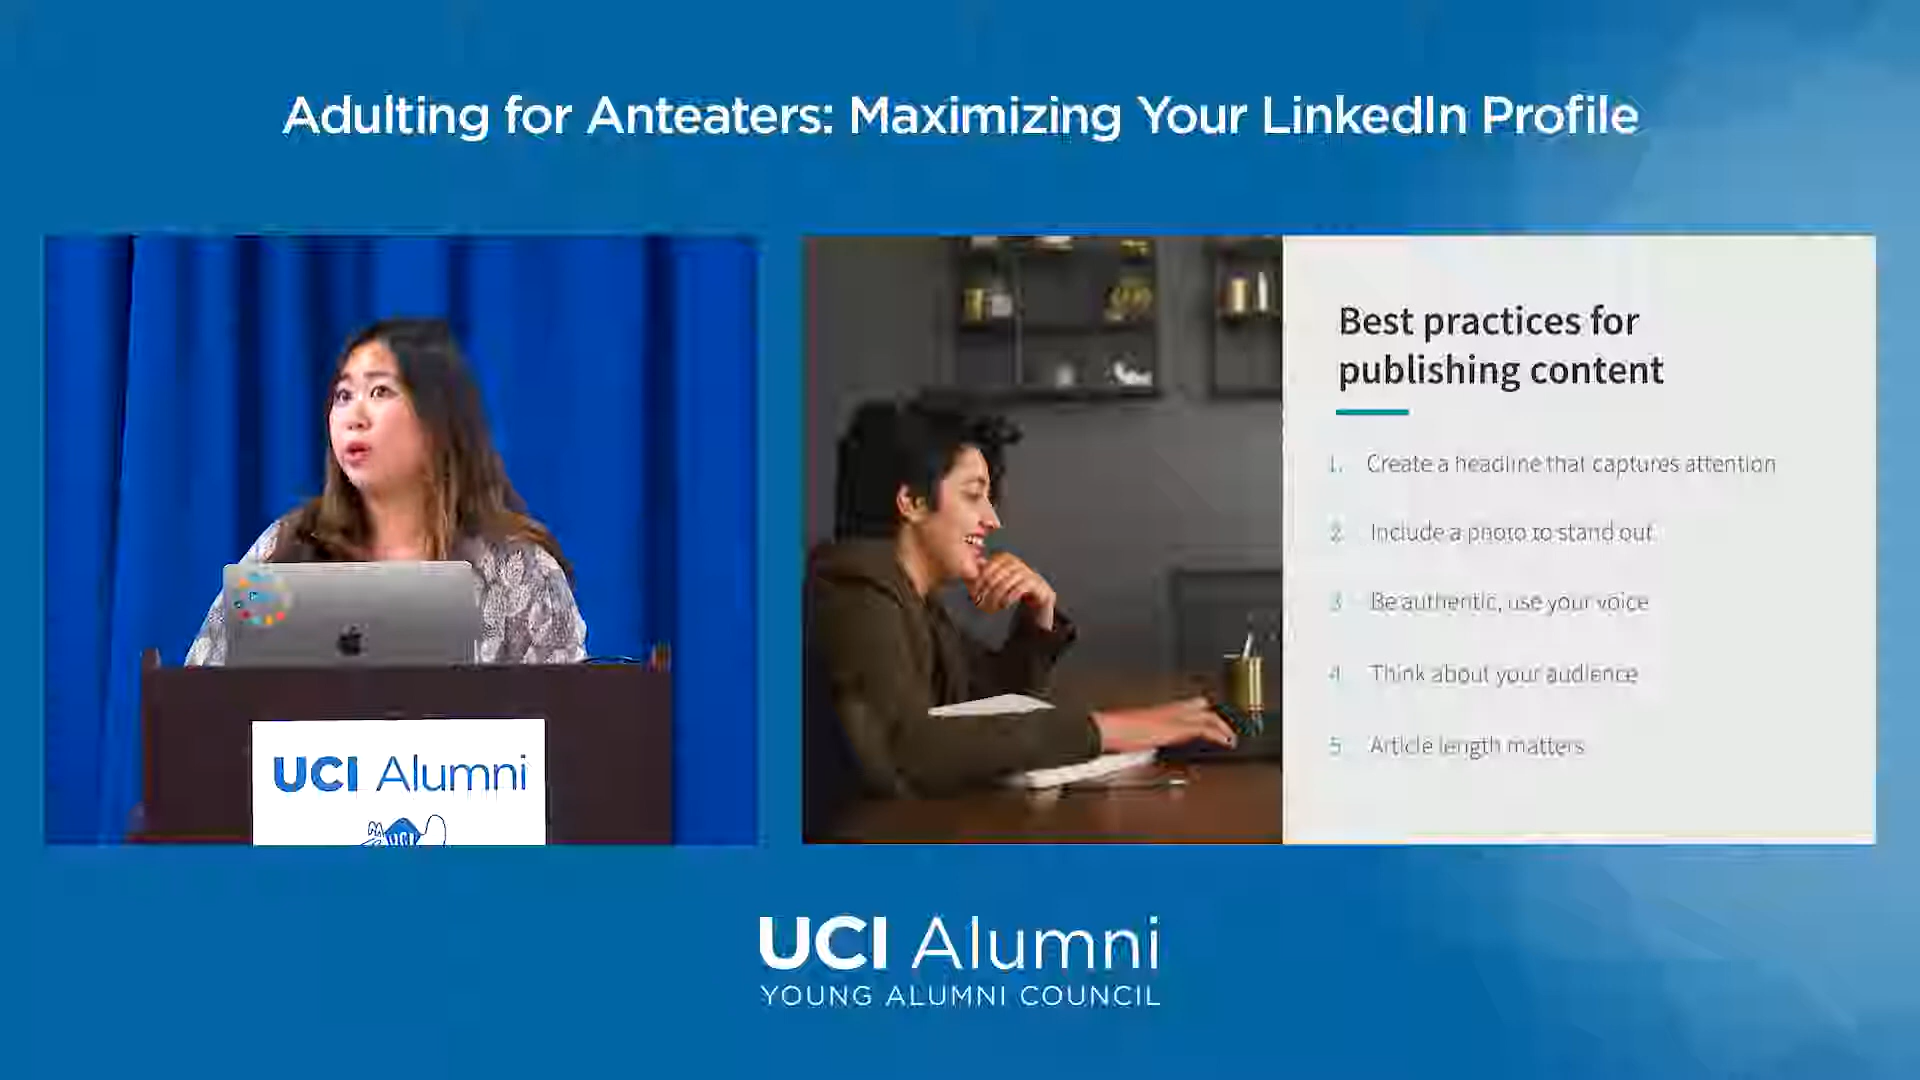 Adulting for Anteaters: Maximizing Your LinkedIn Profile
UCI Alumni
UCI
Best practices for
publishing content
1. Create a headline that captures attention
2 Include a photo to stand out
3 Be authentic, use your voice
4 Think about your audience
5 Article length matters
UCI Alumni
YOUNG ALUMNI COUNCIL